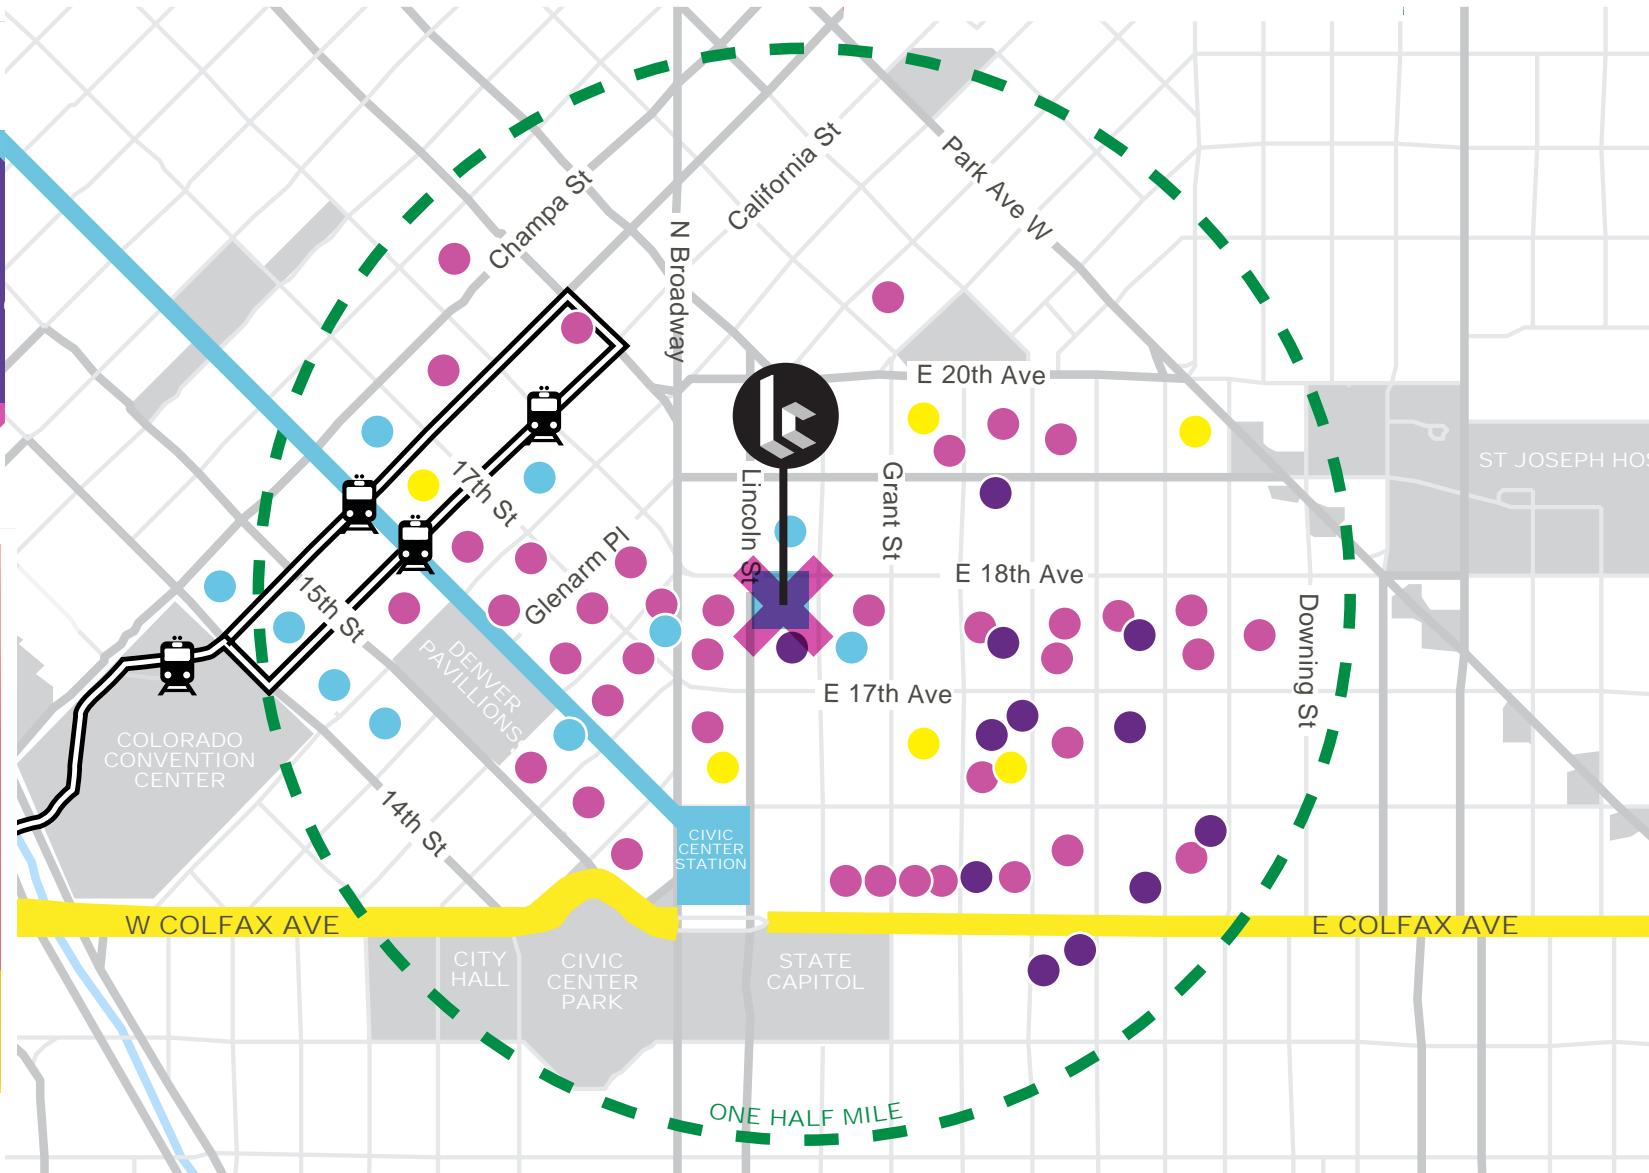 Champa St
California St
Park Ave W
N Broadway
E 20th Ave
17th St
Lincoln St
Grant St
ST JOSEPH HOS
Glenarm Pl
E 18th Ave
15th St
Downing St
DENVER
PAVILLIONS
E 17th Ave
COLORADO
CONVENTION
CENTER
14th St
CIVIC
CENTER
STATION
W COLFAX AVE
E COLFAX AVE
CITY
HALL
CIVIC
CENTER
PARK
STATE
CAPITOL
ONE HALF MILE